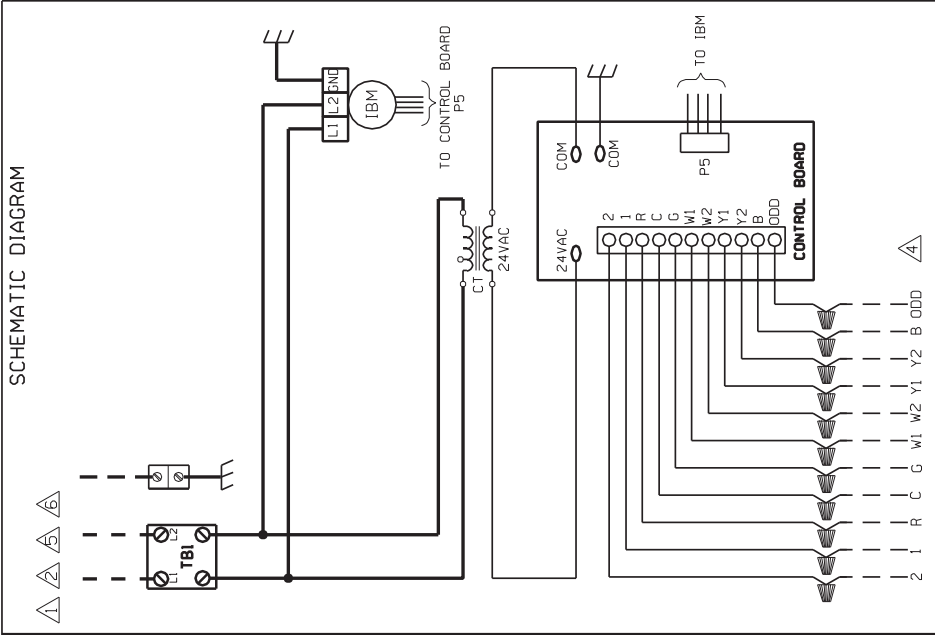 SCHEMATIC DIAGRAM
1
2
5
6
L1
L2
TB1
L1
L2
GND
IBM
TO CONTROL BOARD
P5
CT
24VAC
24VAC
COM
COM
P5
TO IBM
2
1
R
C
G
W1
W2
Y1
Y2
B
ODD
CONTROL BOARD
4
2
1
R
C
G
W1
W2
Y1
Y2
B
ODD